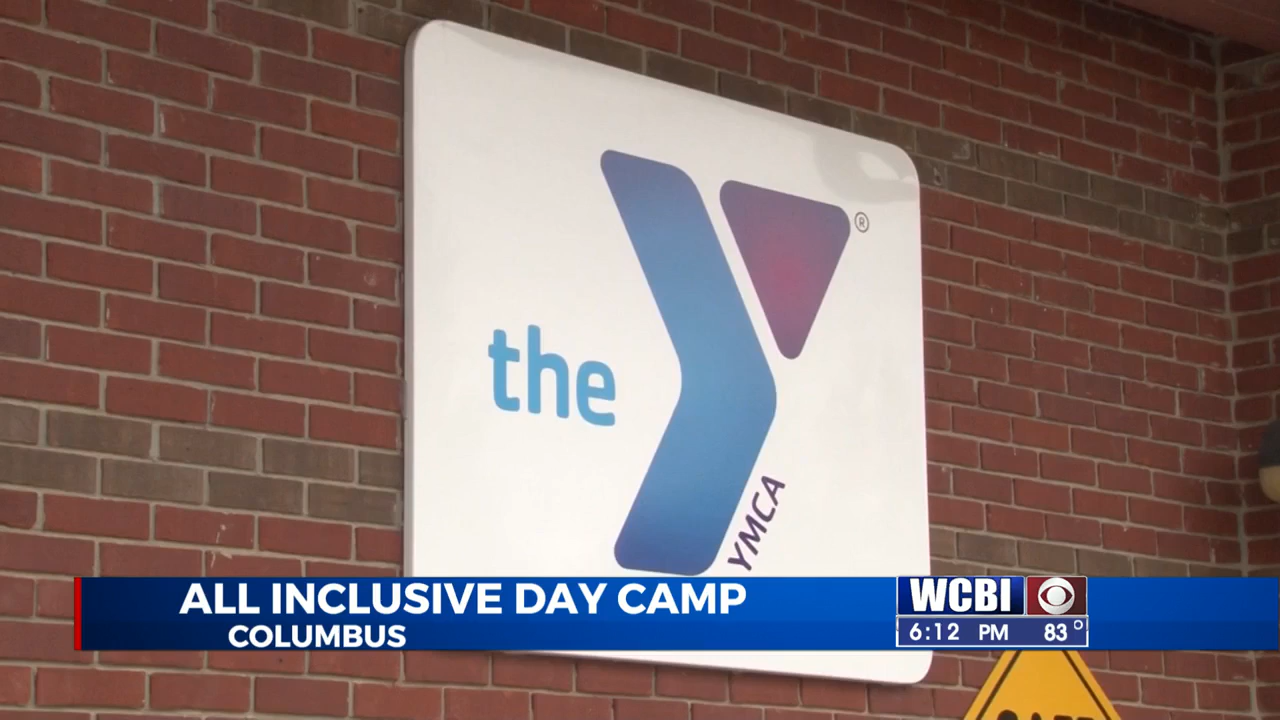 the
®
YMCA
ALL INCLUSIVE DAY CAMP
COLUMBUS
WCBI
6:12 PM 83°